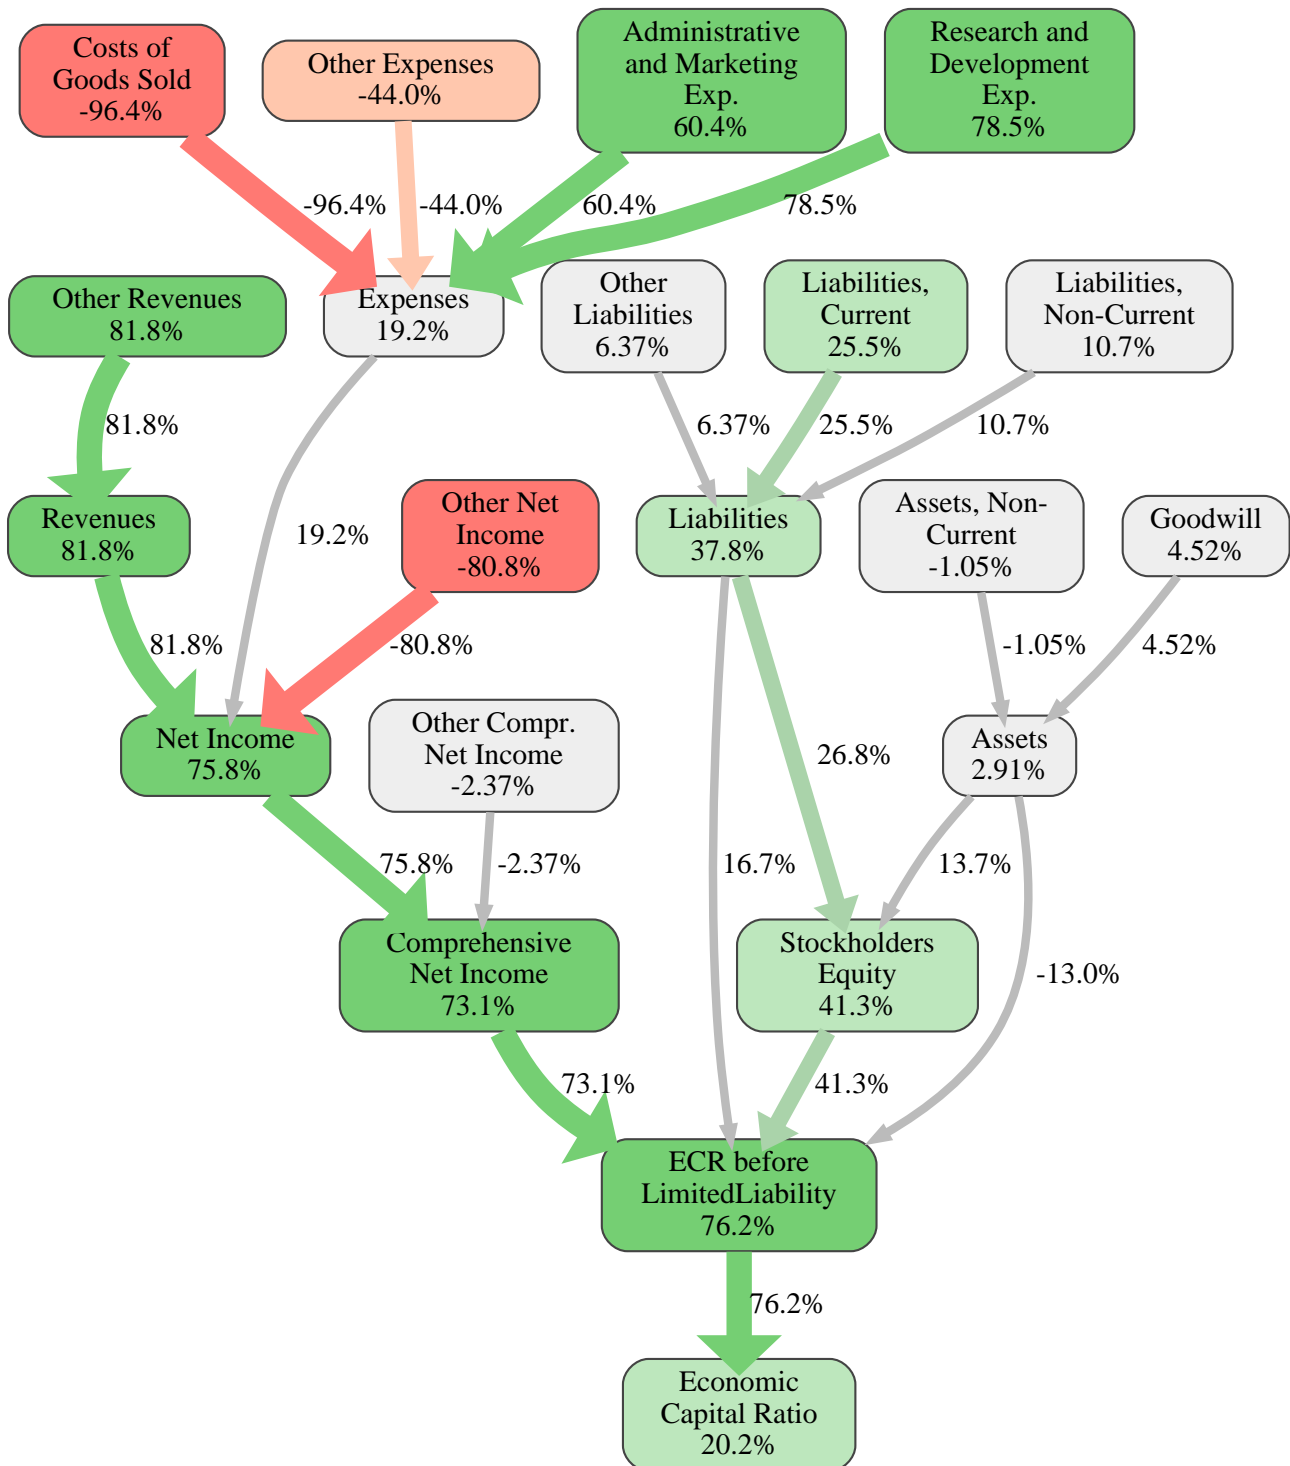 Costs of
Goods Sold
-96.4%
Other Expenses
-44.0%
Administrative
and Marketing
Exp.
60.4%
Research and
Development
Exp.
78.5%
-96.4%
-44.0%
60.4%
78.5%
Other Revenues
81.8%
Expenses
19.2%
Other
Liabilities
6.37%
Liabilities,
Current
25.5%
Liabilities,
Non-Current
10.7%
81.8%
6.37%
25.5%
10.7%
Revenues
81.8%
19.2%
Other Net
Income
-80.8%
Liabilities
37.8%
Assets, Non-
Current
-1.05%
Goodwill
4.52%
81.8%
-80.8%
-1.05%
4.52%
Net Income
75.8%
Other Compr.
Net Income
-2.37%
26.8%
Assets
2.91%
75.8%
-2.37%
16.7%
13.7%
Comprehensive
Net Income
73.1%
Stockholders
Equity
41.3%
-13.0%
73.1%
41.3%
ECR before
LimitedLiability
76.2%
76.2%
Economic
Capital Ratio
20.2%